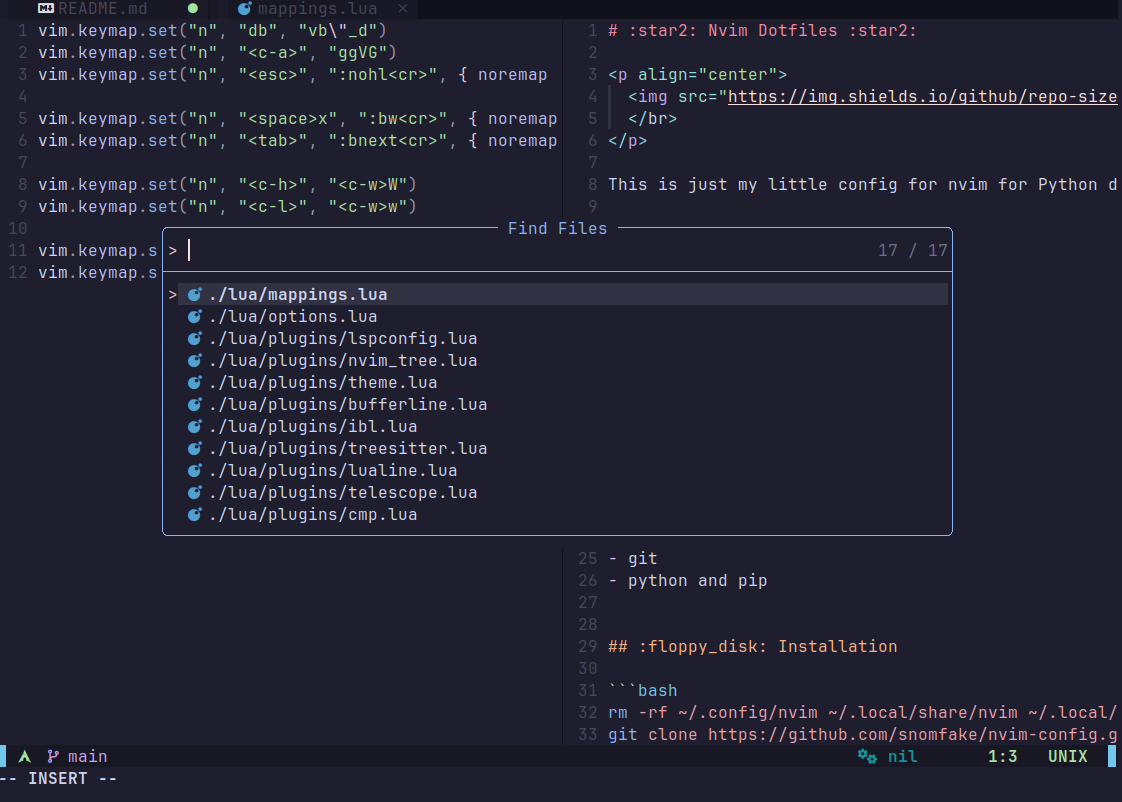 README.md mappings.lua
1 vim.keymap.set("n", "db", "vb\"_d")
2 vim.keymap.set("n", "<c-a>", "ggVG")
3 vim.keymap.set("n", "<esc>", ":nohl<cr>", { noremap
4
5 vim.keymap.set("n", "<space>x", ":bw<cr>", { noremap
6 vim.keymap.set("n", "<tab>", ":bnext<cr>", { noremap
7
8 vim.keymap.set("n", "<c-h>", "<c-w>W")
9 vim.keymap.set("n", "<c-l>", "<c-w>w")
10
11 vim.keymap.s
12 vim.keymap.s
1 # :star2: Nvim Dotfiles :star2:
2
3 <p align="center">
4 <img src="https://img.shields.io/github/repo-size
5 </br>
6 </p>
7
8 This is just my little config for nvim for Python d
9
Find Files
> 17 / 17
> ./lua/mappings.lua
./lua/options.lua
./lua/plugins/lspconfig.lua
./lua/plugins/nvim_tree.lua
./lua/plugins/theme.lua
./lua/plugins/bufferline.lua
./lua/plugins/ibl.lua
./lua/plugins/treesitter.lua
./lua/plugins/lualine.lua
./lua/plugins/telescope.lua
./lua/plugins/cmp.lua
25 - git
26 - python and pip
27
28
29 ## :floppy_disk: Installation
30
31 ```bash
32 rm -rf ~/.config/nvim ~/.local/share/nvim ~/.local/
33 git clone https://github.com/snomfake/nvim-config.g
main nil 1:3 UNIX
-- INSERT --